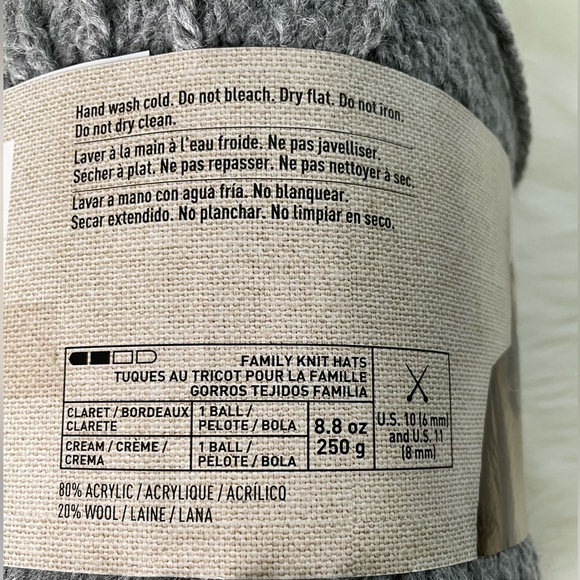 Hand wash cold. Do not bleach. Dry flat. Do not iron.
Do not dry clean.
Laver à la main à l'eau froide. Ne pas javelliser.
Sécher à plat. Ne pas repasser. Ne pas nettoyer à sec.
Lavar a mano con agua fría. No blanquear.
Secar extendido. No planchar. No limpiar en seco.
FAMILY KNIT HATS
TUQUES AU TRICOT POUR LA FAMILLE
GORROS TEJIDOS FAMILIA
CLARET / BORDEAUX
CLARETE
1 BALL /
PELOTE / BOLA
CREAM / CRÈME /
CREMA
1 BALL /
PELOTE / BOLA
8.8 oz
250 g
U.S. 10 (6 mm)
and U.S. 11
(8 mm)
80% ACRYLIC / ACRYLIQUE / ACRÍLICO
20% WOOL / LAINE / LANA